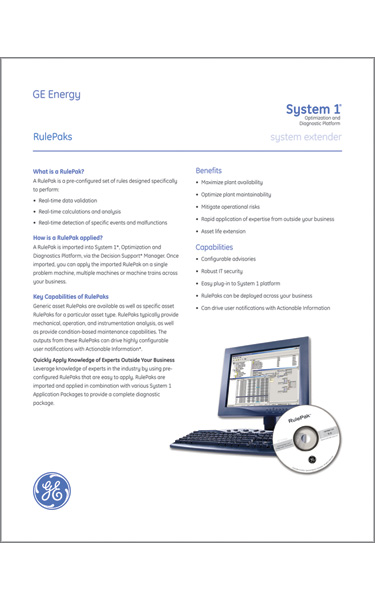 GE Energy
System 1*
Optimization and
Diagnostic Platform
RulePaks
system extender
What is a RulePak?
A RulePak is a pre-configured set of rules designed specifically
to perform:
• Real-time data validation
• Real-time calculations and analysis
• Real-time detection of specific events and malfunctions
How is a RulePak applied?
A RulePak is imported into System 1*, Optimization and
Diagnostics Platform, via the Decision Support* Manager. Once
imported, you can apply the imported RulePak on a single
problem machine, multiple machines or machine trains across
your business.
Key Capabilities of RulePaks
Generic asset RulePaks are available as well as specific asset
RulePaks for a particular asset type. RulePaks typically provide
mechanical, operation, and instrumentation analysis, as well
as provide condition-based maintenance capabilities. The
outputs from these RulePaks can drive highly configurable
user notifications with Actionable Information*.
Quickly Apply Knowledge of Experts Outside Your Business
Leverage knowledge of experts in the industry by using pre-
configured RulePaks that are easy to apply. RulePaks are
imported and applied in combination with various System 1
Application Packages to provide a complete diagnostic
package.
Benefits
• Maximize plant availability
• Optimize plant maintainability
• Mitigate operational risks
• Rapid application of expertise from outside your business
• Asset life extension
Capabilities
• Configurable advisories
• Robust IT security
• Easy plug-in to System 1 platform
• RulePaks can be deployed across your business
• Can drive user notifications with Actionable Information
RulePak
GE